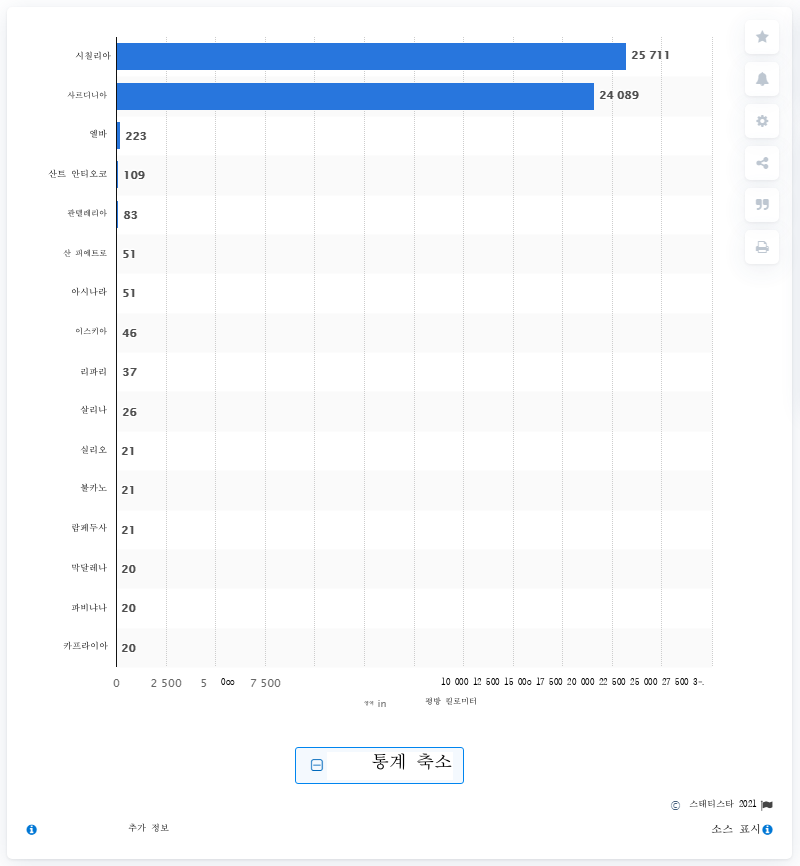 시칠리아 25 711
사르디니아 24 089
엘바 223
산트 안티오코 109
판텔레리아 83
산 피에트로 51
아시나라 51
이스키아 46
리파리 37
살리나 26
실리오 21
불카노 21
람페두사 21
막달레나 20
파비냐나 20
카프라이아 20
0 2 500 5 7 500 10 000 12 500 15 00o 17 500 20 000 22 500 25 000 27 500
in 평방 킬로미터
통계 축소
© 스태티스타 2021
추가 정보 소스 표시